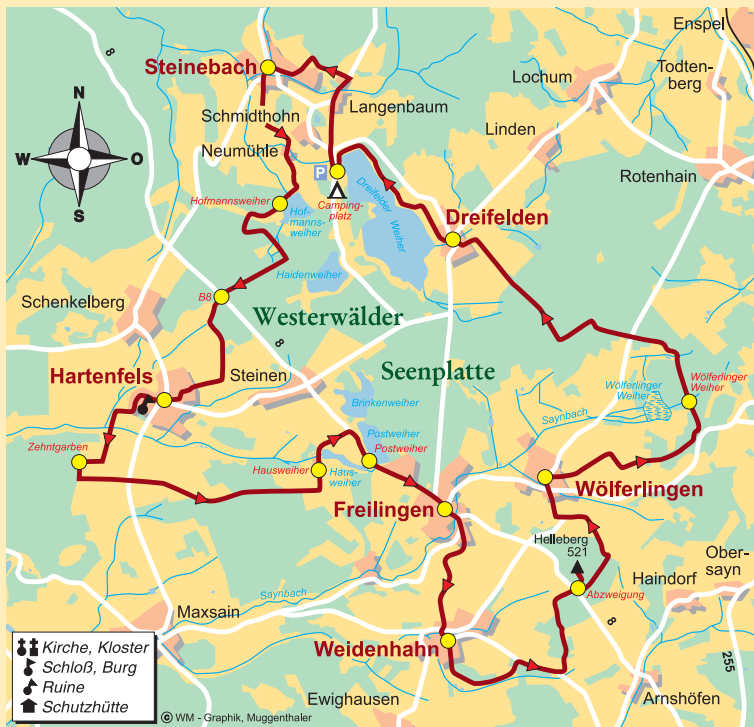 8
Enspel
Steinebach
Lochum
Todten-
berg
Langenbaum
Schmidthohn
Linden
N
Neumühle
W
O
S
P
Rotenhain
Camping-
platz
Dreifelder
Weiher
Hofmannsweiher
Hof-
manns-
weiher
Dreifelden
Haidenweiher
B8
Schenkelberg
Westerwälder
8
Hartenfels
Steinen
Seenplatte
Wölferlinger
Weiher
Wölferlinger
Weiher
Brinkenweiher
Saynbach
Zehntgarben
Postweiher
Postweiher
Hausweiher
Haus-
weiher
Wölferlingen
Freilingen
Helleberg
521
Ober-
sayn
Haindorf
Saynbach
Abzweigung
Maxsain
8
Weidenhahn
255
Kirche, Kloster
Schloß, Burg
Ruine
Schutzhütte
Ewighausen
Arnshöfen
© WM - Graphik, Muggenthaler